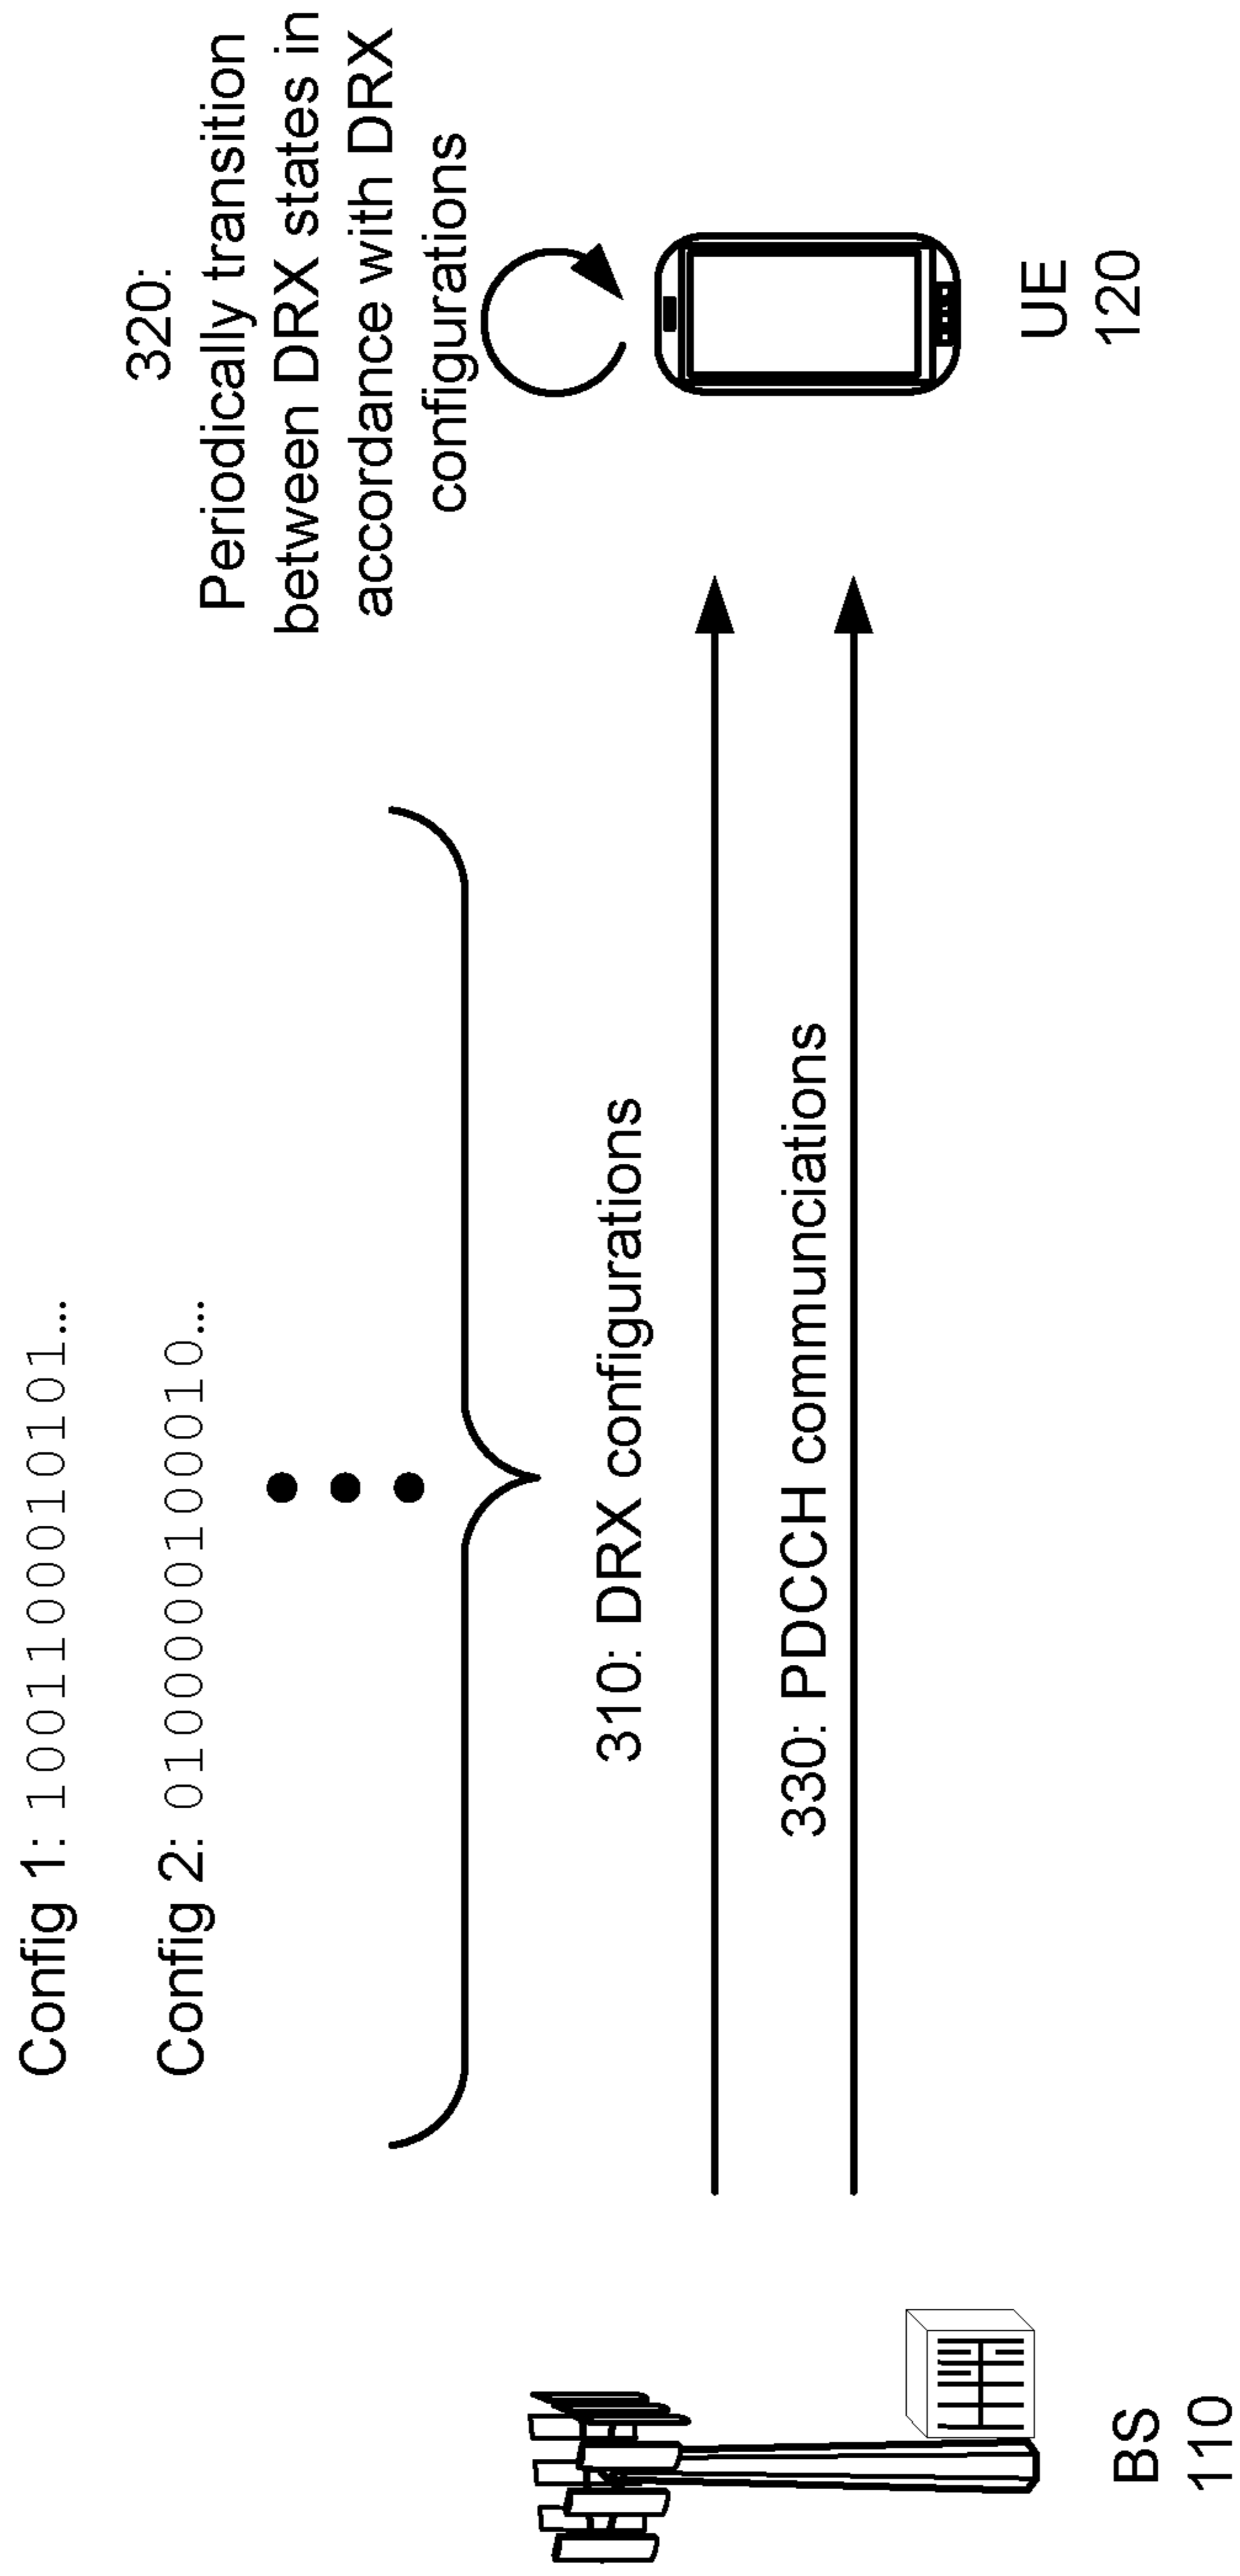 Config 1: 1001100010101...
Config 2: 0100000100010...
320:
Periodically transition
between DRX states in
accordance with DRX
configurations
310: DRX configurations
330: PDCCH communciations
BS
110
UE
120